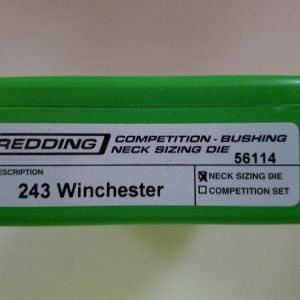 REDDING COMPETITION - BUSHING
NECK SIZING DIE
56114
DESCRIPTION
243 Winchester
NECK SIZING DIE
COMPETITION SET